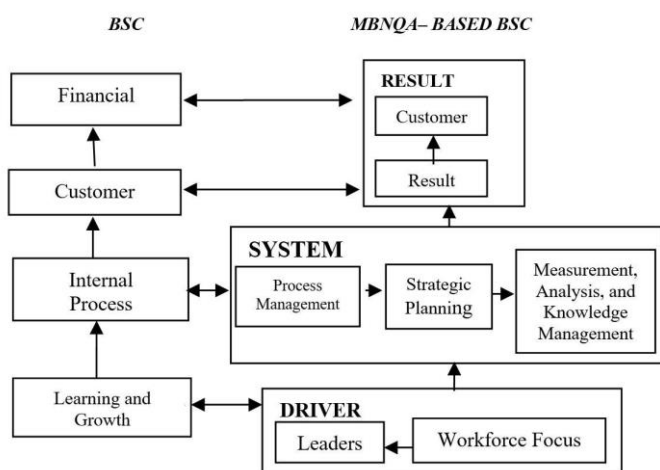 BSC
MBNQA– BASED BSC
Financial
Customer
Internal
Process
Learning and
Growth
RESULT
Customer
Result
SYSTEM
Process
Management
Strategic
Planning
Measurement,
Analysis, and
Knowledge
Management
DRIVER
Leaders
Workforce Focus